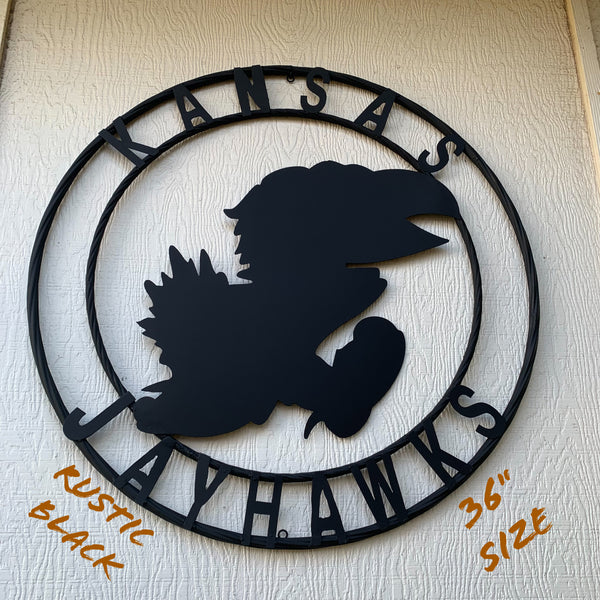 KANSAS
JAYHAWKS
RUSTIC
BLACK
36"
SIZE